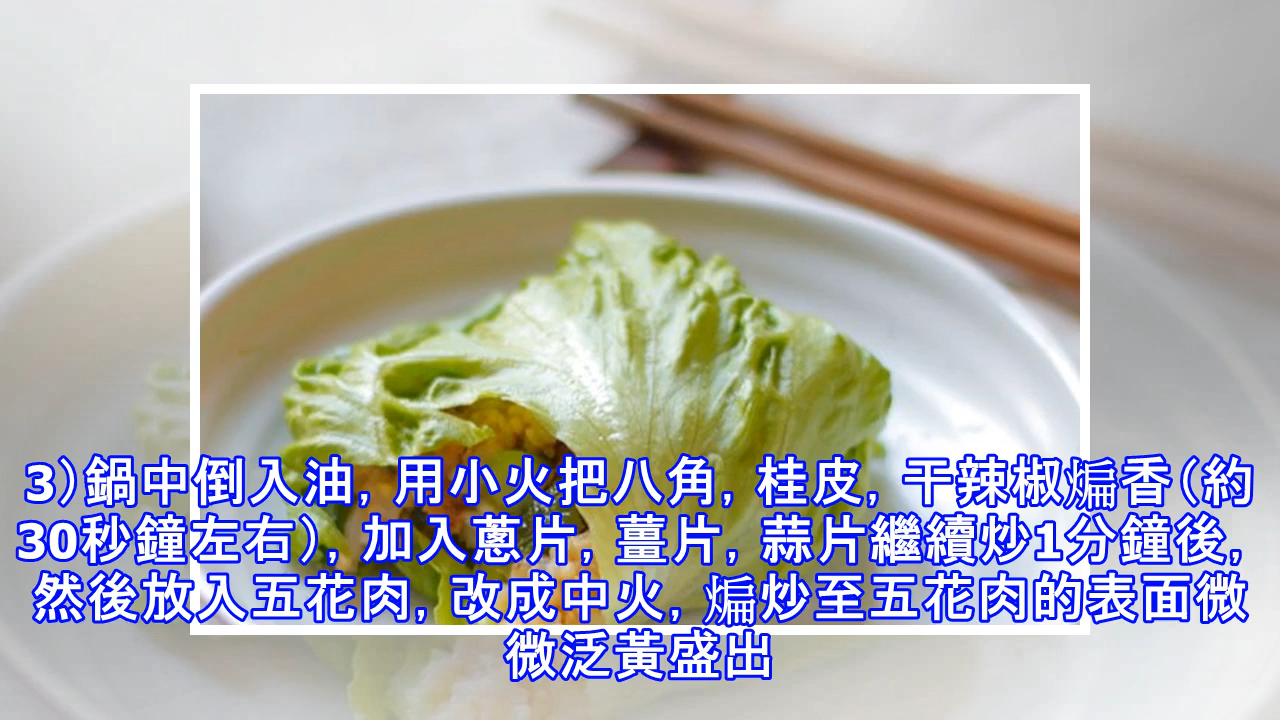 3)鍋中倒入油, 用小火把八角, 桂皮, 干辣椒煸香(約
30秒鐘左右), 加入蔥片, 薑片, 蒜片繼續炒1分鐘後,
然後放入五花肉, 改成中火, 煸炒至五花肉的表面微
微泛黃盛出